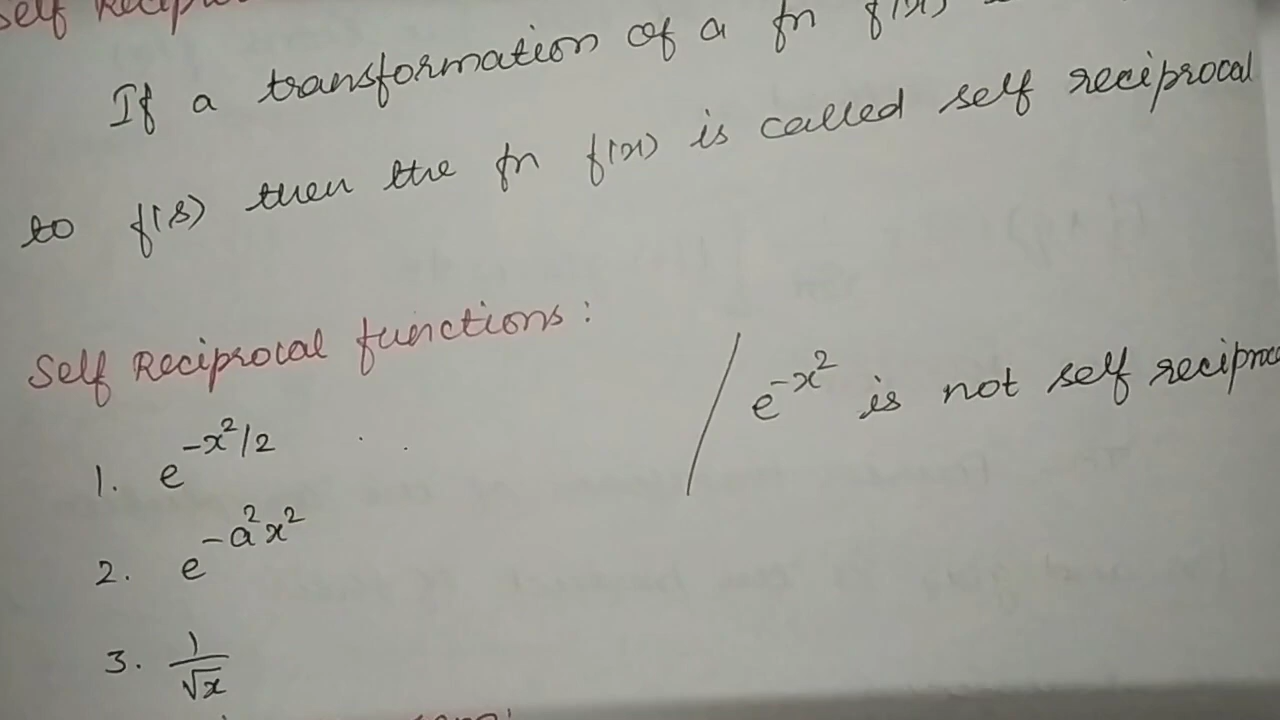 Self
If a transformation of a fn f(x)
to f(s) then the fn f(x) is called self reciprocal
Self Reciprocal functions:
1. e^{-x^2/2}
/ e^{-x^2} is not self
2. e^{-a^2x^2}
3. 1/√x